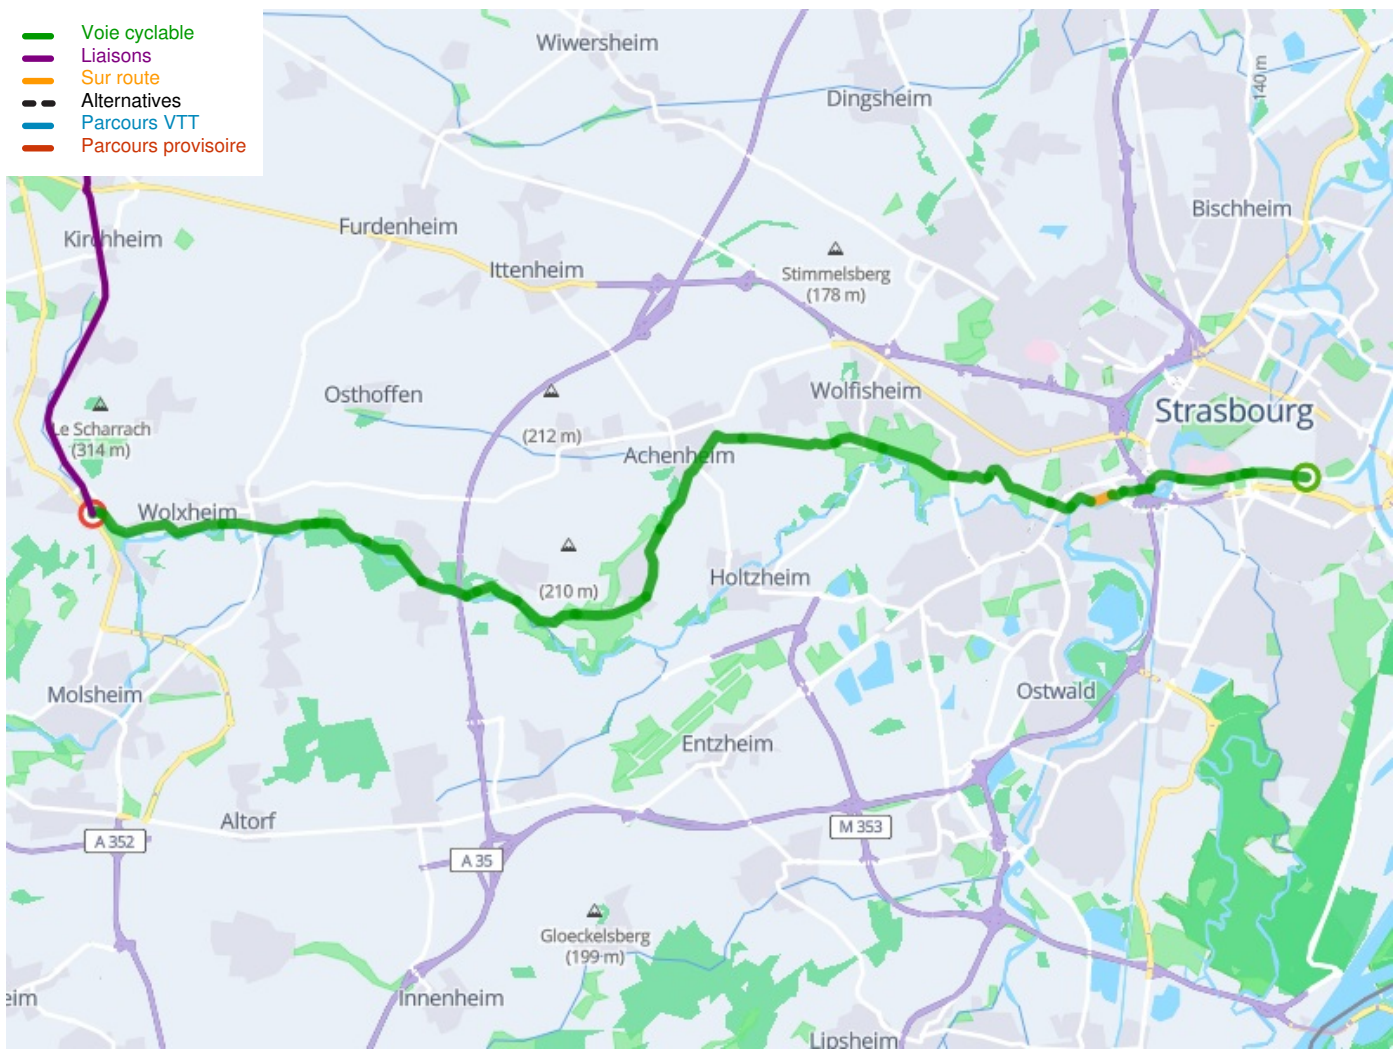 Voie cyclable
Liaisons
Sur route
Alternatives
Parcours VTT
Parcours provisoire
Wiwersheim
Dingsheim
140 m
Bischheim
Kirchheim
Furdenheim
Ittenheim
Stimmelsberg
(178 m)
Osthoffen
Wolfisheim
Strasbourg
Le Scharrach
(314 m)
(212 m)
Achenheim
Wolxheim
Holtzheim
(210 m)
Molsheim
Ostwald
Entzheim
Altorf
A 352
M 353
A 35
Gloeckelsberg
(199 m)
eim
Innenheim
Lipsheim